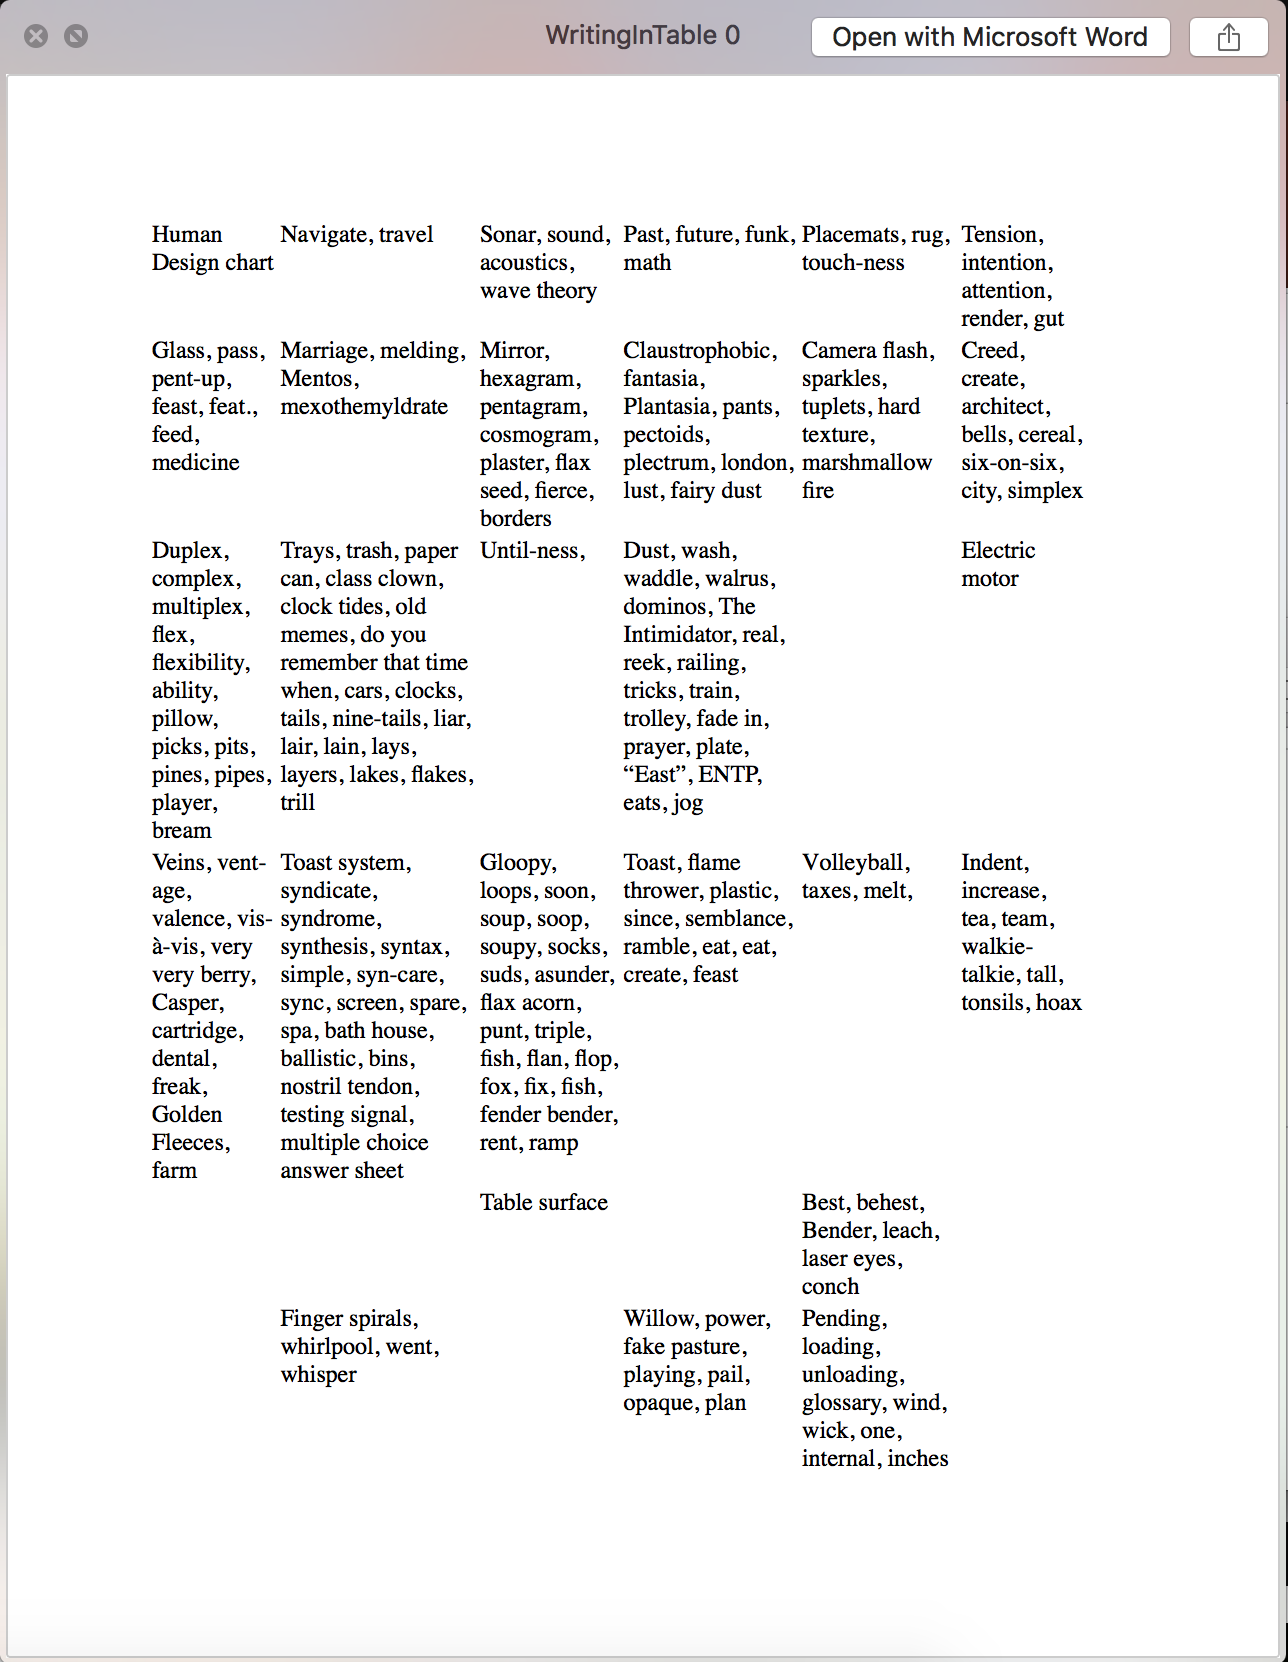 WritingInTable 0
Open with Microsoft Word
Human
Design chart
Navigate, travel
Sonar, sound,
acoustics,
wave theory
Past, future, funk,
math
Placemats, rug,
touch-ness
Tension,
intention,
attention,
render, gut
Glass, pass,
pent-up,
feast, feat.,
feed,
medicine
Marriage, melding,
Mentos,
mexothemyldrate
Mirror,
hexagram,
pentagram,
cosmogram,
plaster, flax
seed, fierce,
borders
Claustrophobic,
fantasia,
Plantasia, pants,
pectoids,
plectrum, london,
lust, fairy dust
Camera flash,
sparkles,
tuplets, hard
texture,
marshmallow
fire
Creed,
create,
architect,
bells, cereal,
six-on-six,
city, simplex
Duplex,
complex,
multiplex,
flex,
flexibility,
ability,
pillow,
picks, pits,
pines, pipes,
player,
bream
Trays, trash, paper
can, class clown,
clock tides, old
memes, do you
remember that time
when, cars, clocks,
tails, nine-tails, liar,
lair, lain, lays,
layers, lakes, flakes,
trill
Until-ness,
Dust, wash,
waddle, walrus,
dominos, The
Intimidator, real,
reek, railing,
tricks, train,
trolley, fade in,
prayer, plate,
“East”, ENTP,
eats, jog
Electric
motor
Veins, vent-
age,
valence, vis-
à-vis, very
very berry,
Casper,
cartridge,
dental,
freak,
Golden
Fleeces,
farm
Toast system,
syndicate,
syndrome,
synthesis, syntax,
simple, syn-care,
sync, screen, spare,
spa, bath house,
ballistic, bins,
nostril tendon,
testing signal,
multiple choice
answer sheet
Gloopy,
loops, soon,
soup, soop,
soupy, socks,
suds, asunder,
flax acorn,
punt, triple,
fish, flan, flop,
fox, fix, fish,
fender bender,
rent, ramp
Toast, flame
thrower, plastic,
since, semblance,
ramble, eat, eat,
create, feast
Volleyball,
taxes, melt,
Indent,
increase,
tea, team,
walkie-
talkie, tall,
tonsils, hoax
Table surface
Best, behest,
Bender, leach,
laser eyes,
conch
Finger spirals,
whirlpool, went,
whisper
Willow, power,
fake pasture,
playing, pail,
opaque, plan
Pending,
loading,
unloading,
glossary, wind,
wick, one,
internal, inches